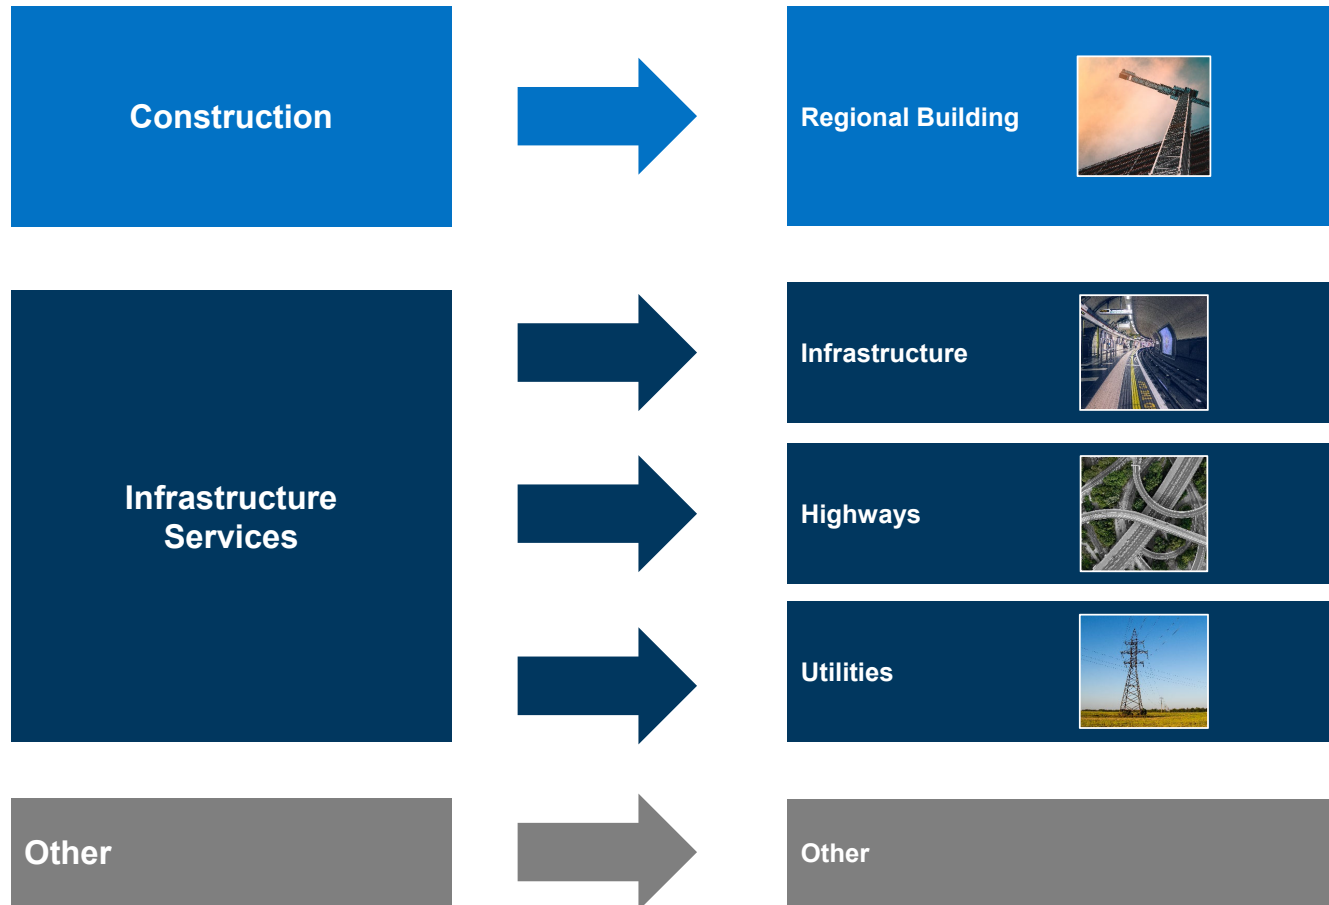 Construction
Regional Building
Infrastructure
Services
Infrastructure
Highways
Utilities
Other
Other